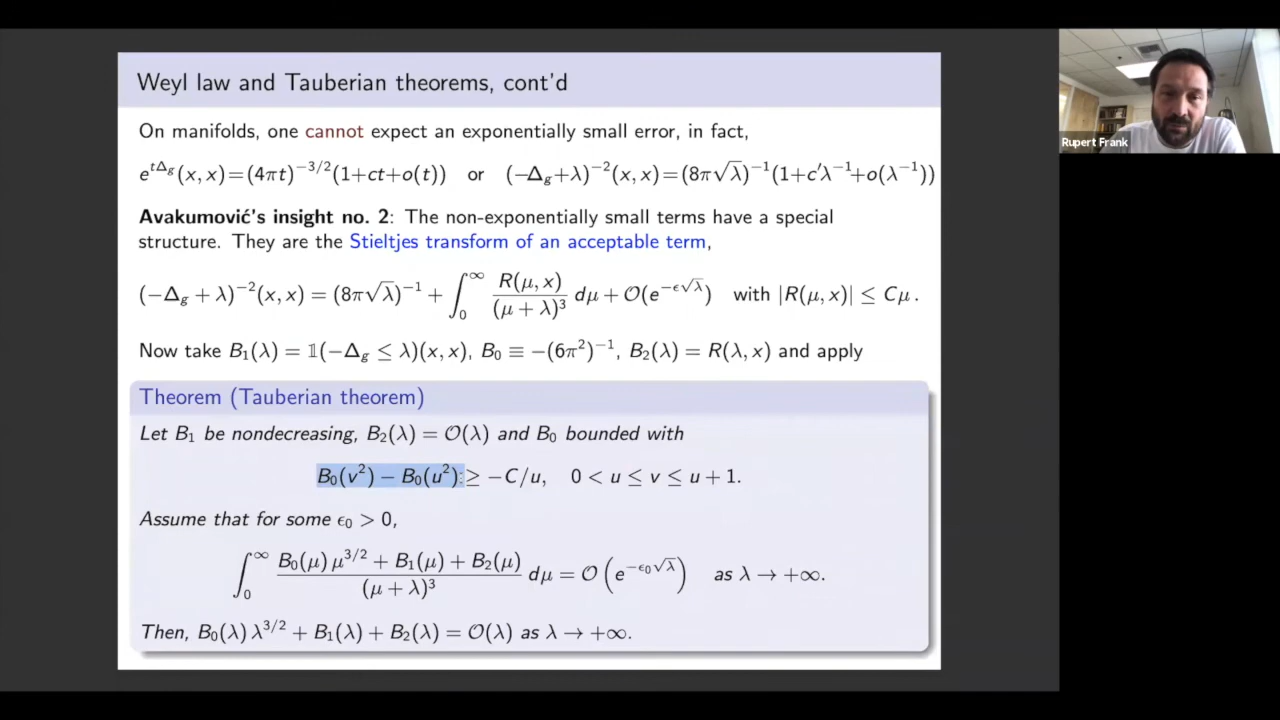 Weyl law and Tauberian theorems, cont'd
On manifolds, one cannot expect an exponentially small error, in fact,
e^{tΔ_g}(x, x)=(4πt)^{−3/2}(1+ct+o(t)) or (−Δ_g+λ)^{−2}(x, x)=(8π√λ)^{−1}(1+c′λ^{−1}+o(λ^{−1}))
Avakumović's insight no. 2: The non-exponentially small terms have a special
structure. They are the Stieltjes transform of an acceptable term,
(−Δ_g + λ)^{−2}(x, x) = (8π√λ)^{−1} + ∫_0^∞ R(μ, x)/(μ + λ)^3 dμ + O(e^{−ϵ√λ}) with |R(μ, x)| ≤ Cμ .
Now take B_1(λ) = 𝟙(−Δ_g ≤ λ)(x, x), B_0 ≡ −(6π^2)^{−1}, B_2(λ) = R(λ, x) and apply
Theorem (Tauberian theorem)
Let B_1 be nondecreasing, B_2(λ) = O(λ) and B_0 bounded with
B_0(v^2) − B_0(u^2) ≥ −C/u, 0 < u ≤ v ≤ u + 1.
Assume that for some ϵ_0 > 0,
∫_0^∞ (B_0(μ) μ^{3/2} + B_1(μ) + B_2(μ))/(μ + λ)^3 dμ = O(e^{−ϵ_0√λ}) as λ → +∞.
Then, B_0(λ) λ^{3/2} + B_1(λ) + B_2(λ) = O(λ) as λ → +∞.
Rupert Frank